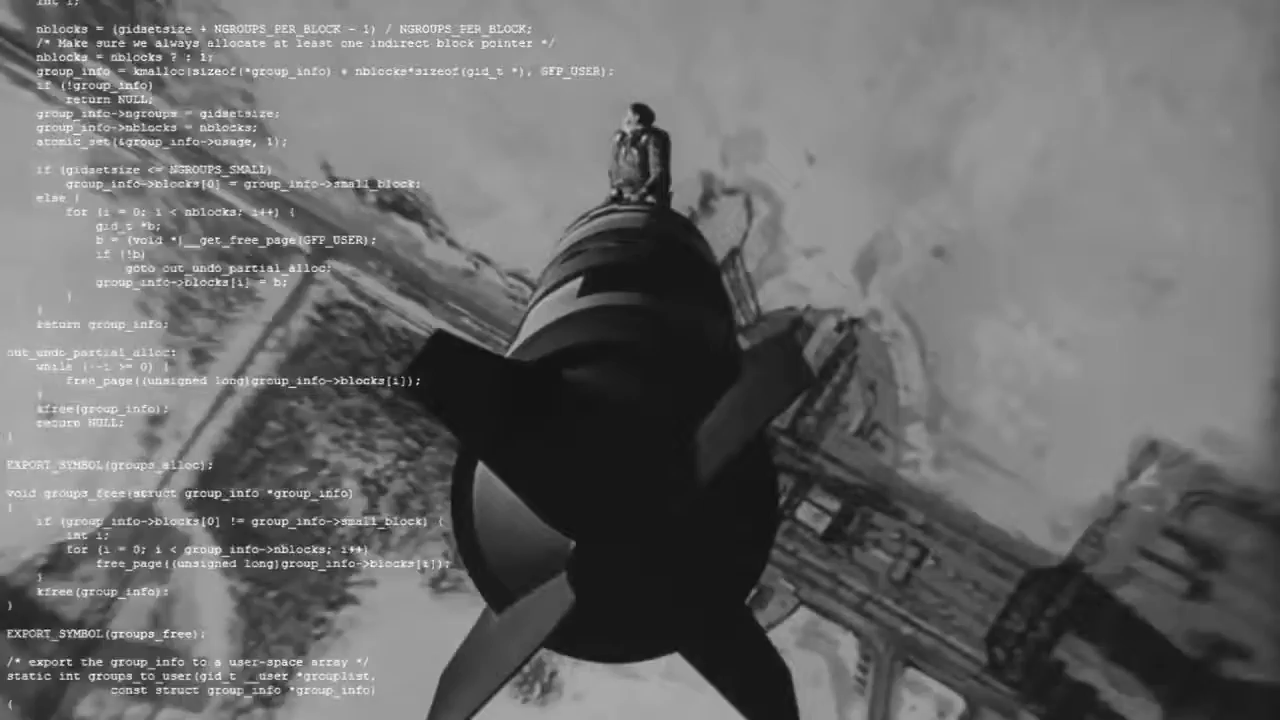 int i;
nblocks = (gidsetsize + NGROUPS_PER_BLOCK - 1) / NGROUPS_PER_BLOCK;
/* Make sure we always allocate at least one indirect block pointer */
nblocks = nblocks ? : 1;
group_info = kmalloc(sizeof(*group_info) + nblocks*sizeof(gid_t *), GFP_USER);
if (!group_info)
return NULL;
group_info->ngroups = gidsetsize;
group_info->nblocks = nblocks;
atomic_set(&group_info->usage, 1);
if (gidsetsize <= NGROUPS_SMALL)
group_info->blocks[0] = group_info->small_block;
else {
for (i = 0; i < nblocks; i++) {
gid_t *b;
b = (void *)__get_free_page(GFP_USER);
if (!b)
goto out_undo_partial_alloc;
group_info->blocks[i] = b;
}
}
return group_info;
out_undo_partial_alloc:
while (--i >= 0) {
free_page((unsigned long)group_info->blocks[i]);
}
kfree(group_info);
return NULL;
}
EXPORT_SYMBOL(groups_alloc);
void groups_free(struct group_info *group_info)
{
if (group_info->blocks[0] != group_info->small_block) {
int i;
for (i = 0; i < group_info->nblocks; i++)
free_page((unsigned long)group_info->blocks[i]);
}
kfree(group_info);
}
EXPORT_SYMBOL(groups_free);
/* export the group_info to a user-space array */
static int groups_to_user(gid_t __user *grouplist,
const struct group_info *group_info)
{